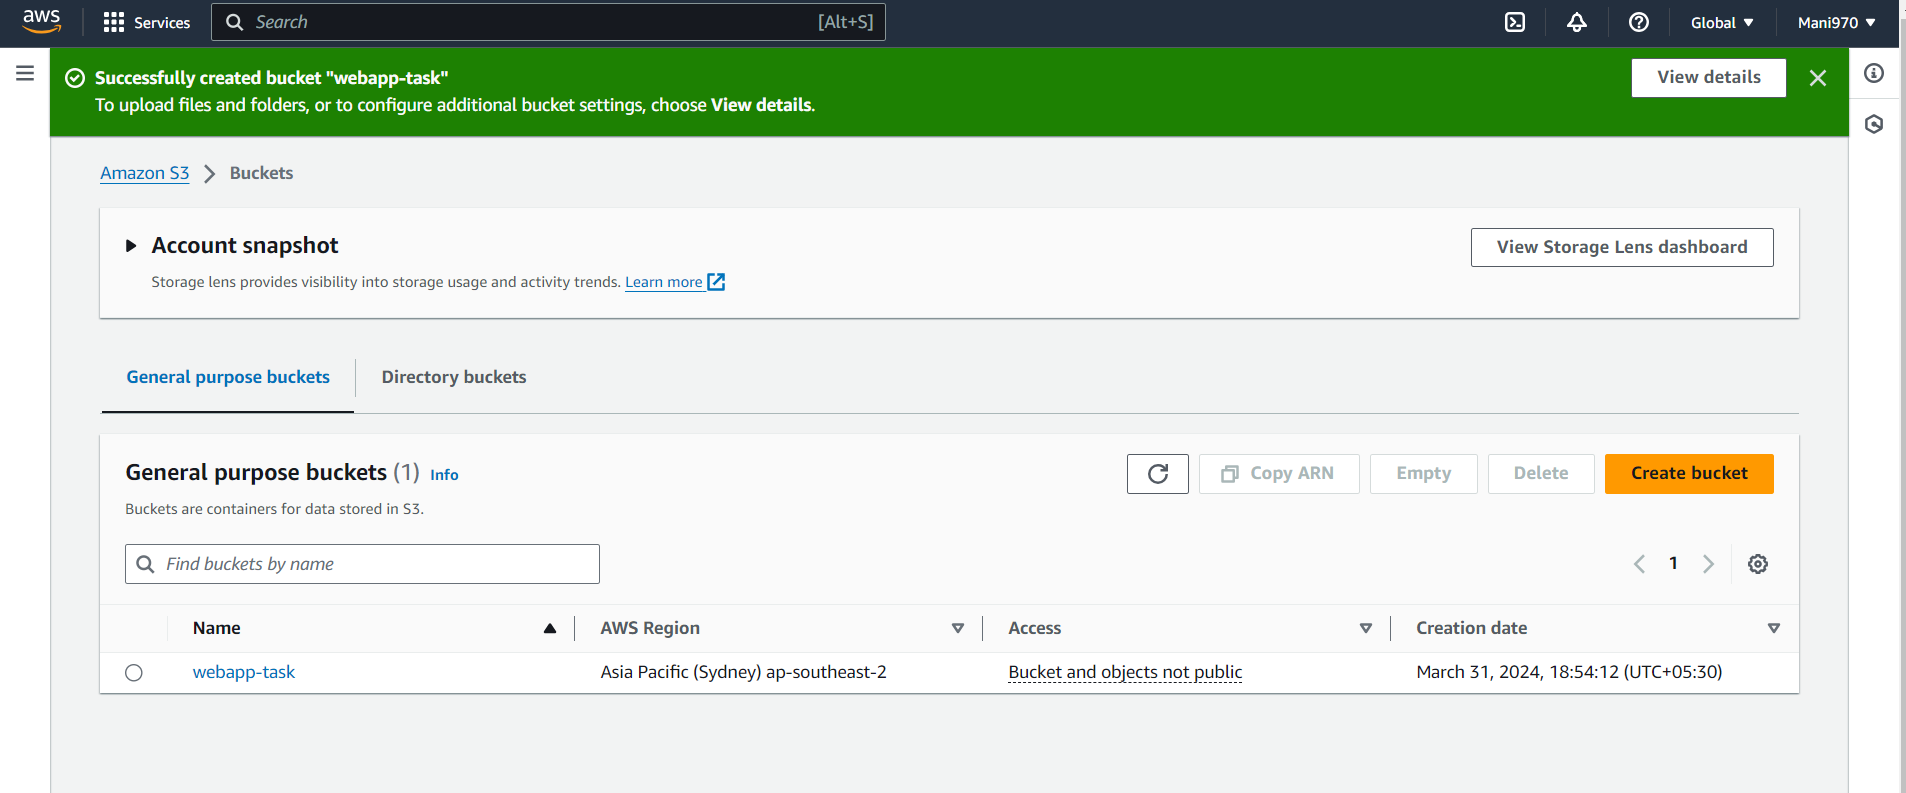 aws Services Search [Alt+S] Global Mani970
Successfully created bucket "webapp-task"
To upload files and folders, or to configure additional bucket settings, choose View details.
View details
Amazon S3 Buckets
Account snapshot
View Storage Lens dashboard
Storage lens provides visibility into storage usage and activity trends. Learn more
General purpose buckets Directory buckets
General purpose buckets (1) Info
Copy ARN Empty Delete Create bucket
Buckets are containers for data stored in S3.
Find buckets by name
1
Name AWS Region Access Creation date
webapp-task Asia Pacific (Sydney) ap-southeast-2 Bucket and objects not public March 31, 2024, 18:54:12 (UTC+05:30)